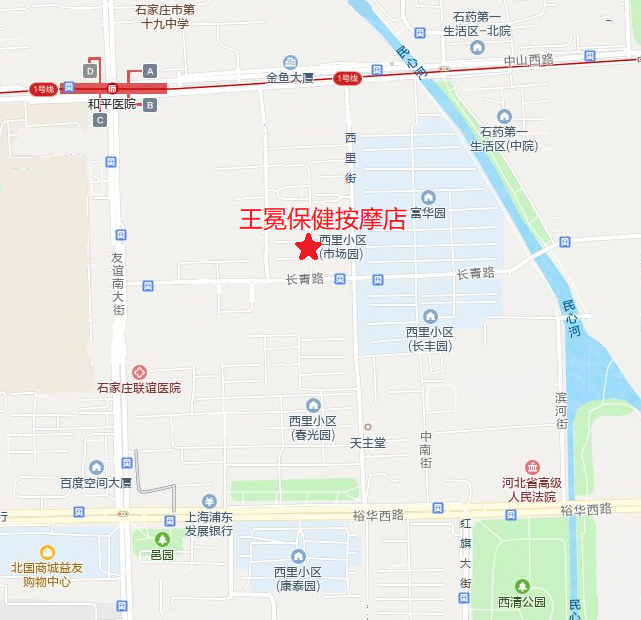 石家庄市第
十九中学
石药第一
生活区-北院
民心河
中山西路
金鱼大厦
1号线
1号线
D
A
和平医院
B
C
石药第一
生活区(中院)
西里街
富华园
王冕保健按摩店
西里小区
(市场园)
友谊南大街
长青路
长青路
民心河
西里小区
(长丰园)
石家庄联谊医院
滨河街
西里小区
(春光园)
天主堂
中南街
百度空间大厦
河北省高级
人民法院
上海浦东
发展银行
行
裕华西路
裕华西路
红旗大街
邑园
北国商城益友
购物中心
西里小区
(康泰园)
西清公园
民心